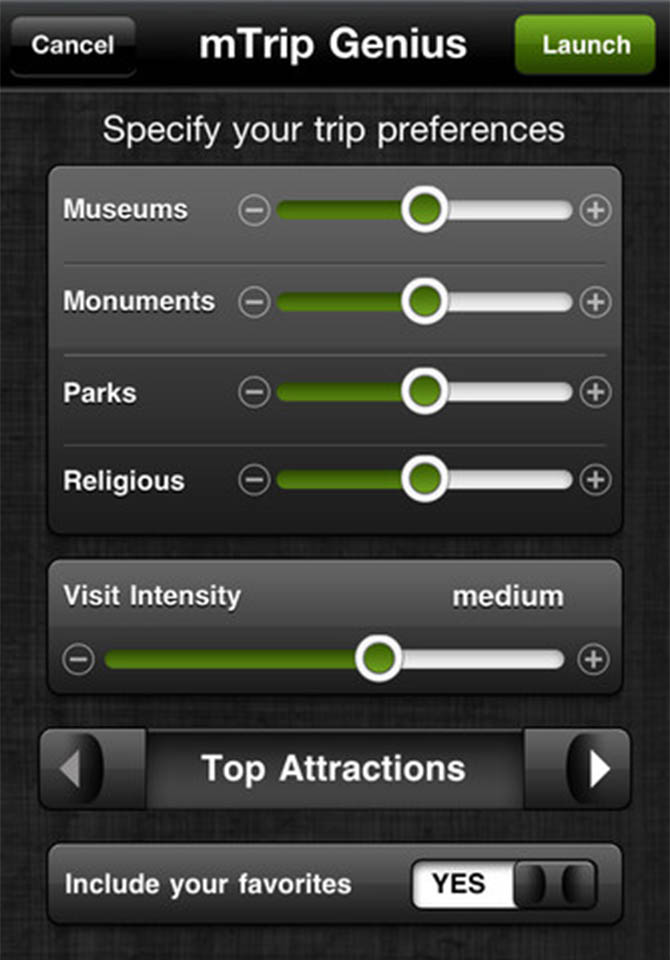 Cancel mTrip Genius Launch
Specify your trip preferences
Museums
Monuments
Parks
Religious
Visit Intensity medium
Top Attractions
Include your favorites YES